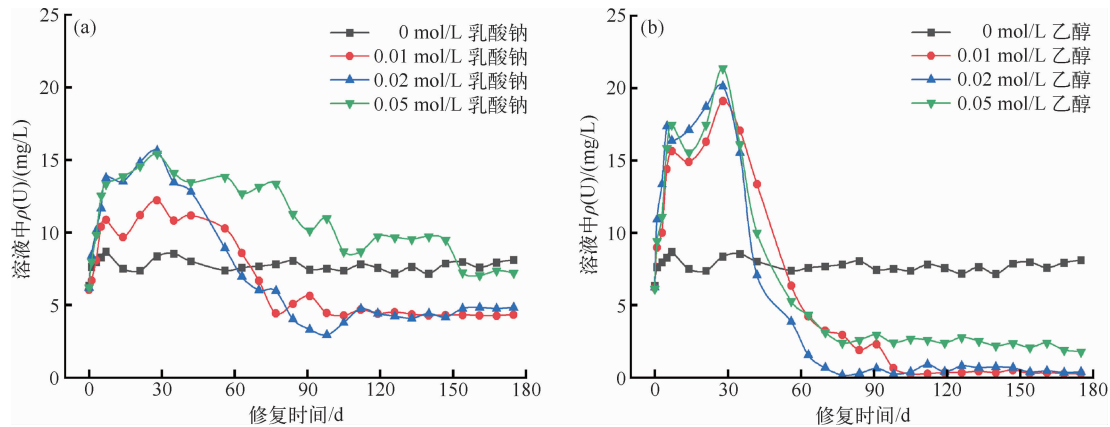 (a)
0 mol/L 乳酸钠
0.01 mol/L 乳酸钠
0.02 mol/L 乳酸钠
0.05 mol/L 乳酸钠
25
20
15
10
5
0
溶液中ρ(U)/(mg/L)
0 30 60 90 120 150 180
修复时间/d
(b)
0 mol/L 乙醇
0.01 mol/L 乙醇
0.02 mol/L 乙醇
0.05 mol/L 乙醇
25
20
15
10
5
0
溶液中ρ(U)/(mg/L)
0 30 60 90 120 150 180
修复时间/d